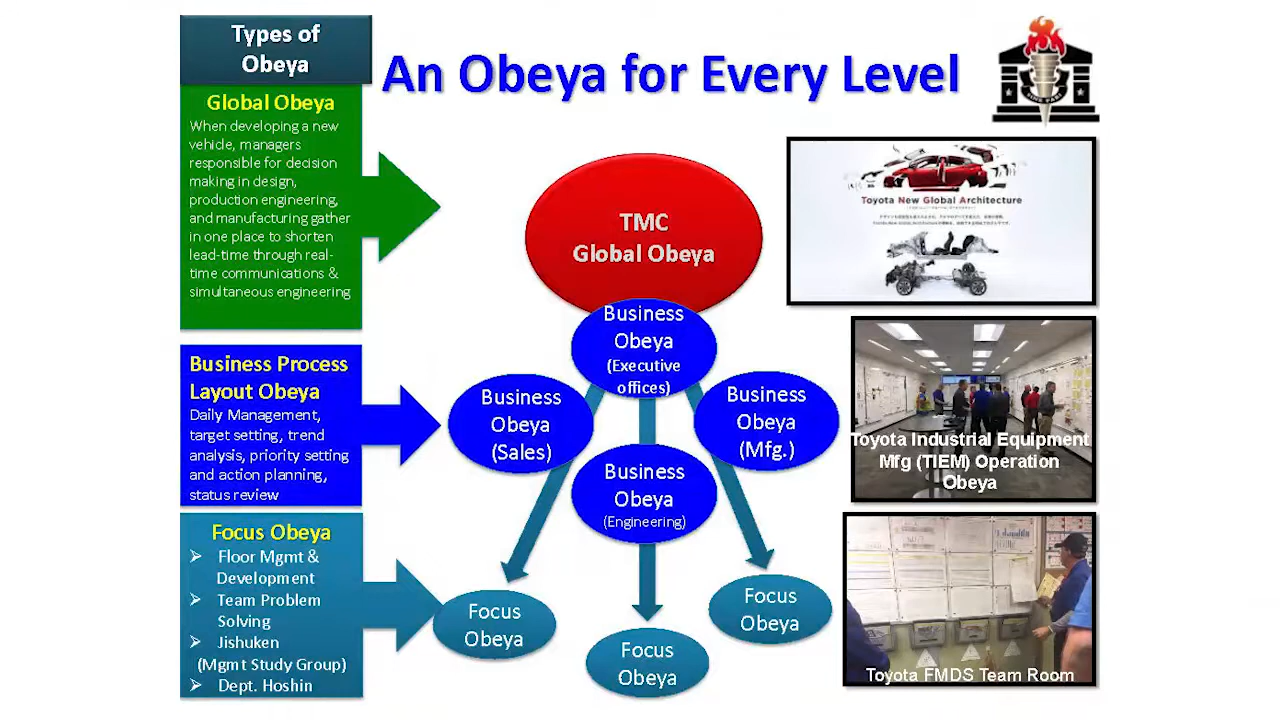 Types of
Obeya
An Obeya for Every Level
Global Obeya
When developing a new
vehicle, managers
responsible for decision
making in design,
production engineering,
and manufacturing gather
in one place to shorten
lead-time through real-
time communications &
simultaneous engineering
Business Process
Layout Obeya
Daily Management,
target setting, trend
analysis, priority setting
and action planning,
status review
Focus Obeya
Floor Mgmt &
Development
Team Problem
Solving
Jishuken
(Mgmt Study Group)
Dept. Hoshin
TMC
Global Obeya
Business
Obeya
(Executive
offices)
Business
Obeya
(Sales)
Business
Obeya
(Mfg.)
Business
Obeya
(Engineering)
Focus
Obeya
Focus
Obeya
Focus
Obeya
Toyota New Global Architecture
Toyota Industrial Equipment
Mfg (TIEM) Operation
Obeya
Toyota FMDS Team Room